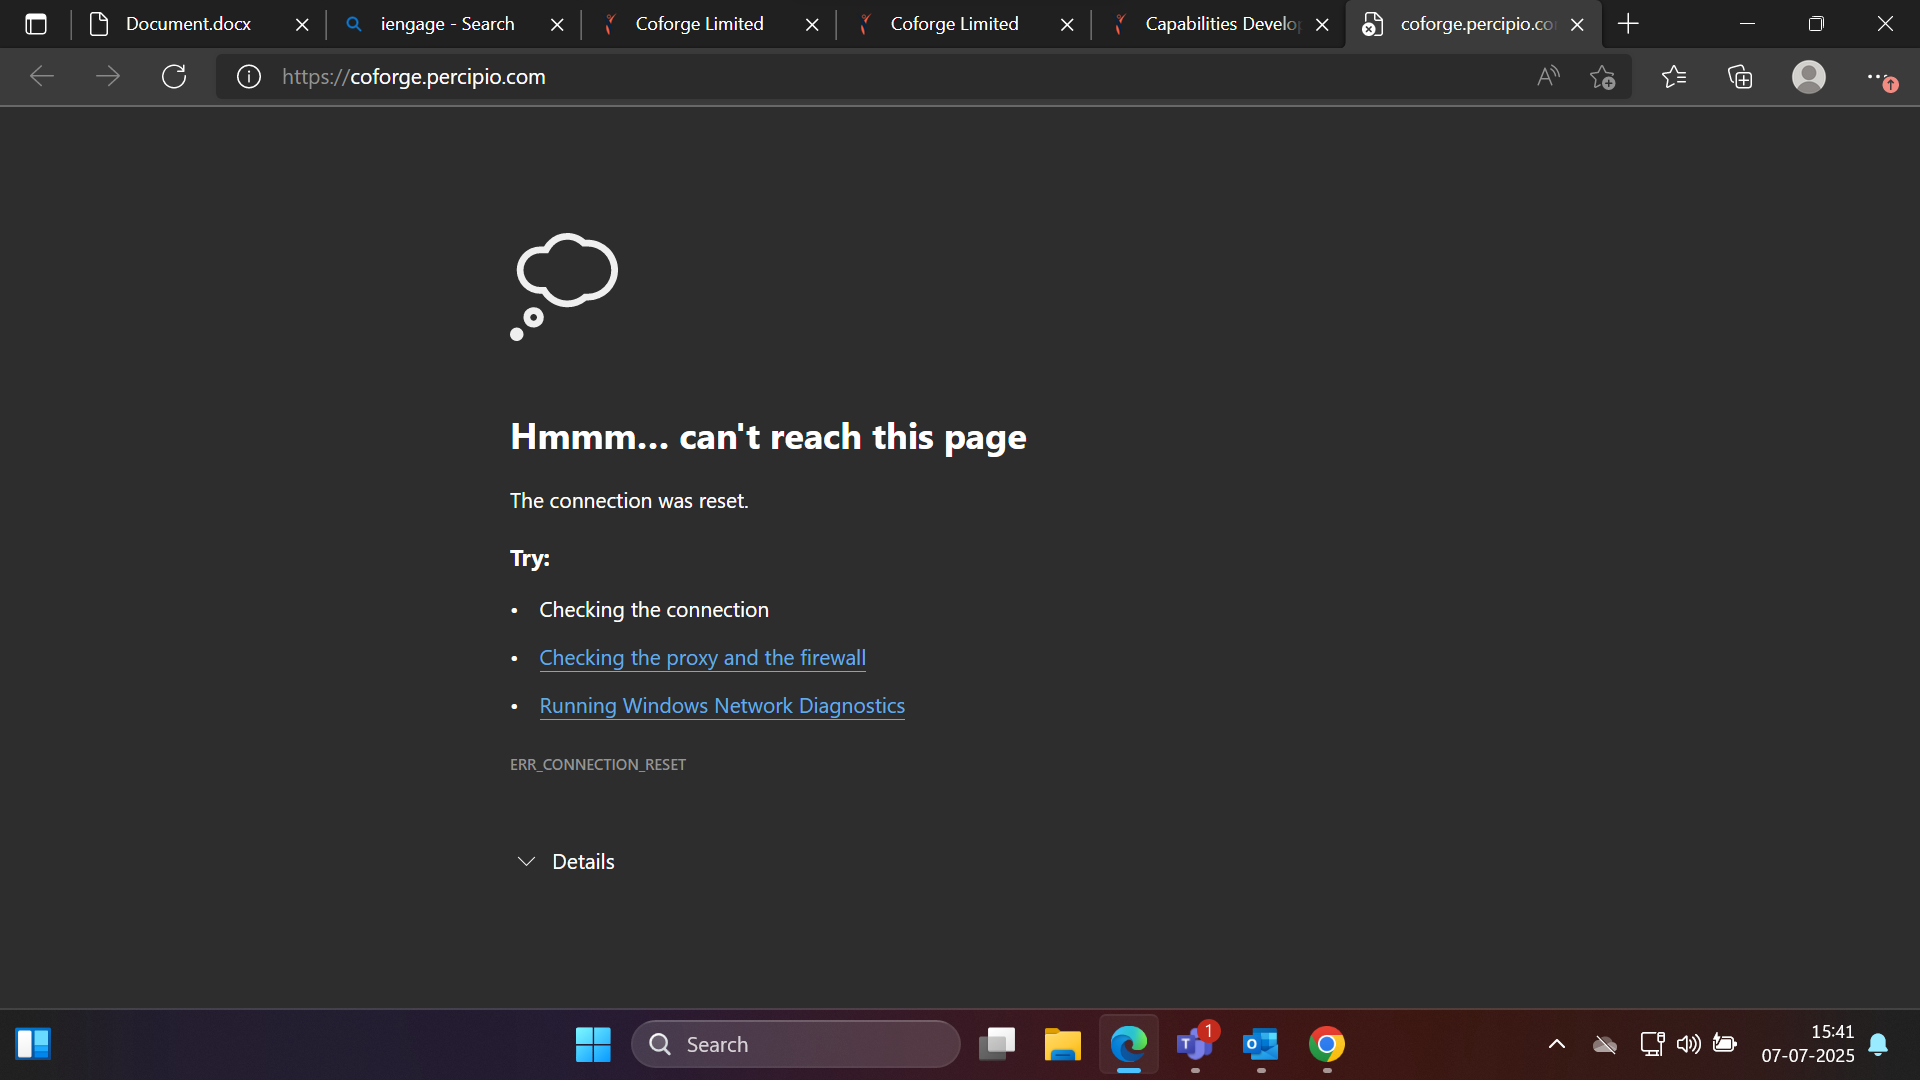 Document.docx
iengage - Search
Coforge Limited
Coforge Limited
Capabilities Develo
coforge.percipio.co
https://coforge.percipio.com
Hmmm... can't reach this page
The connection was reset.
Try:
• Checking the connection
• Checking the proxy and the firewall
• Running Windows Network Diagnostics
ERR_CONNECTION_RESET
Details
Search
1
15:41
07-07-2025